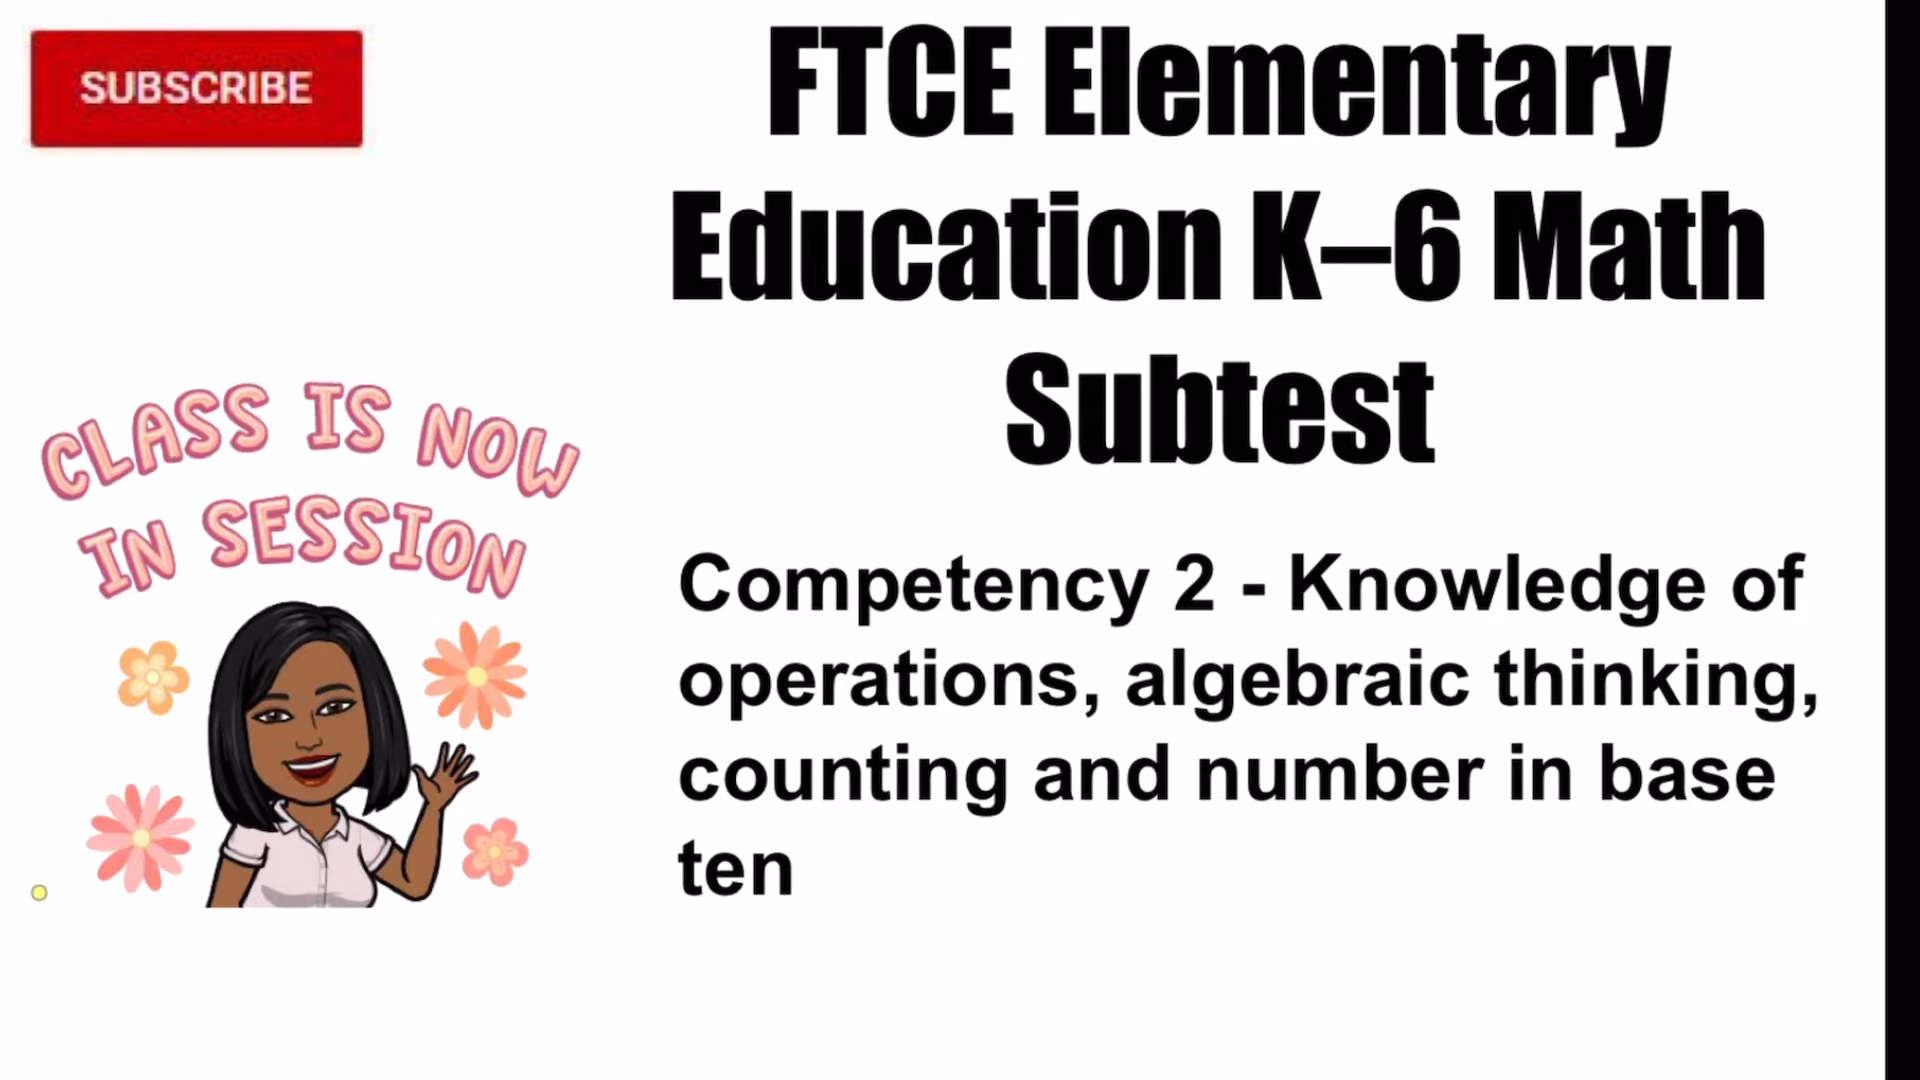 SUBSCRIBE
FTCE Elementary
Education K–6 Math
Subtest
CLASS IS NOW
IN SESSION
Competency 2 - Knowledge of
operations, algebraic thinking,
counting and number in base
ten